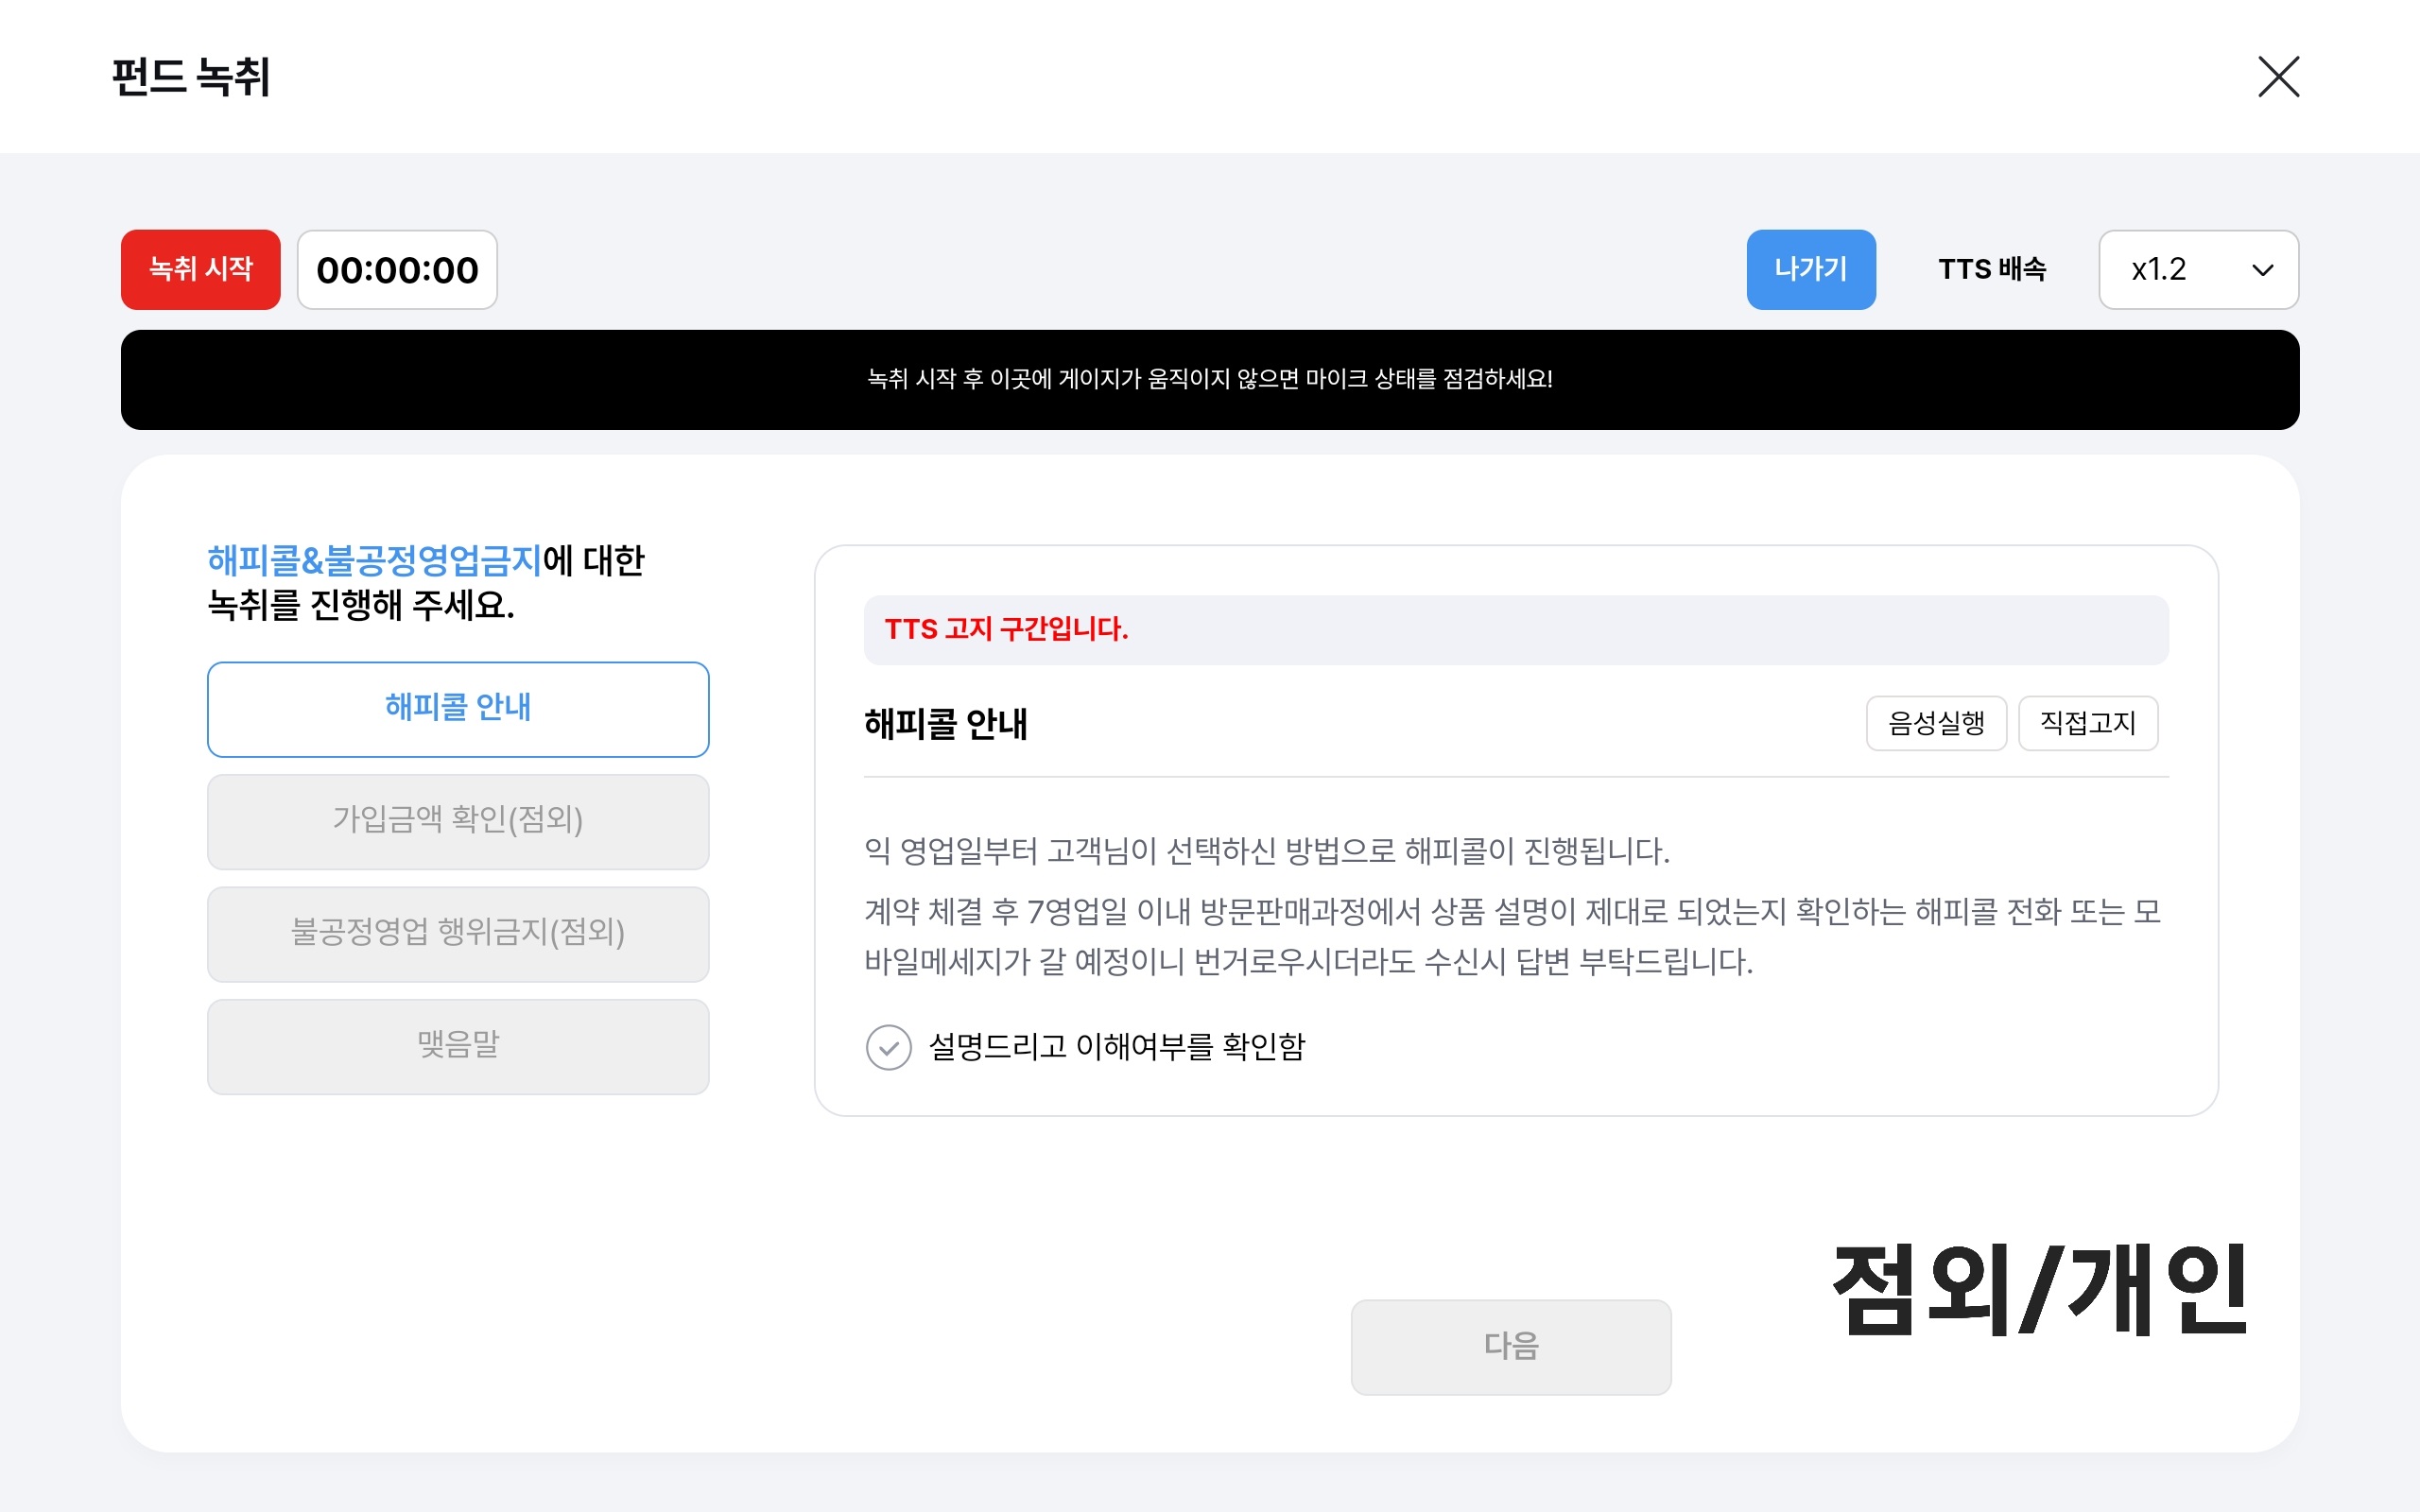 펀드 녹취
녹취 시작
00:00:00
나가기
TTS 배속
x1.2
녹취 시작 후 이곳에 게이지가 움직이지 않으면 마이크 상태를 점검하세요!
해피콜&불공정영업금지에 대한
녹취를 진행해 주세요.
해피콜 안내
가입금액 확인(점외)
불공정영업 행위금지(점외)
맺음말
TTS 고지 구간입니다.
해피콜 안내
음성실행
직접고지
익 영업일부터 고객님이 선택하신 방법으로 해피콜이 진행됩니다.
계약 체결 후 7영업일 이내 방문판매과정에서 상품 설명이 제대로 되었는지 확인하는 해피콜 전화 또는 모
바일메세지가 갈 예정이니 번거로우시더라도 수신시 답변 부탁드립니다.
설명드리고 이해여부를 확인함
점외/개인
다음